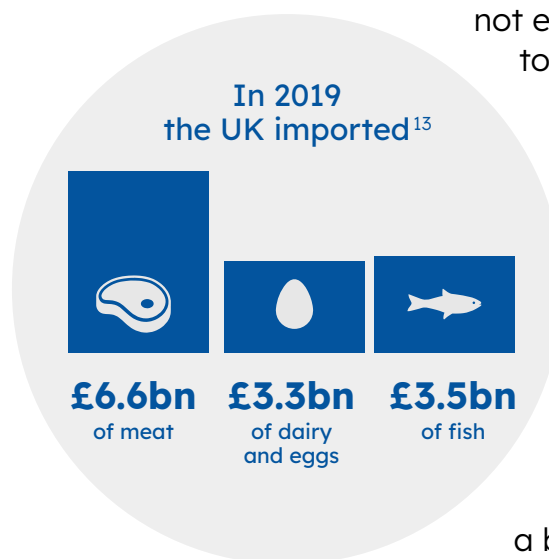 not e
to
In 2019
the UK imported¹³
£6.6bn
of meat
£3.3bn
of dairy
and eggs
£3.5bn
of fish
a b